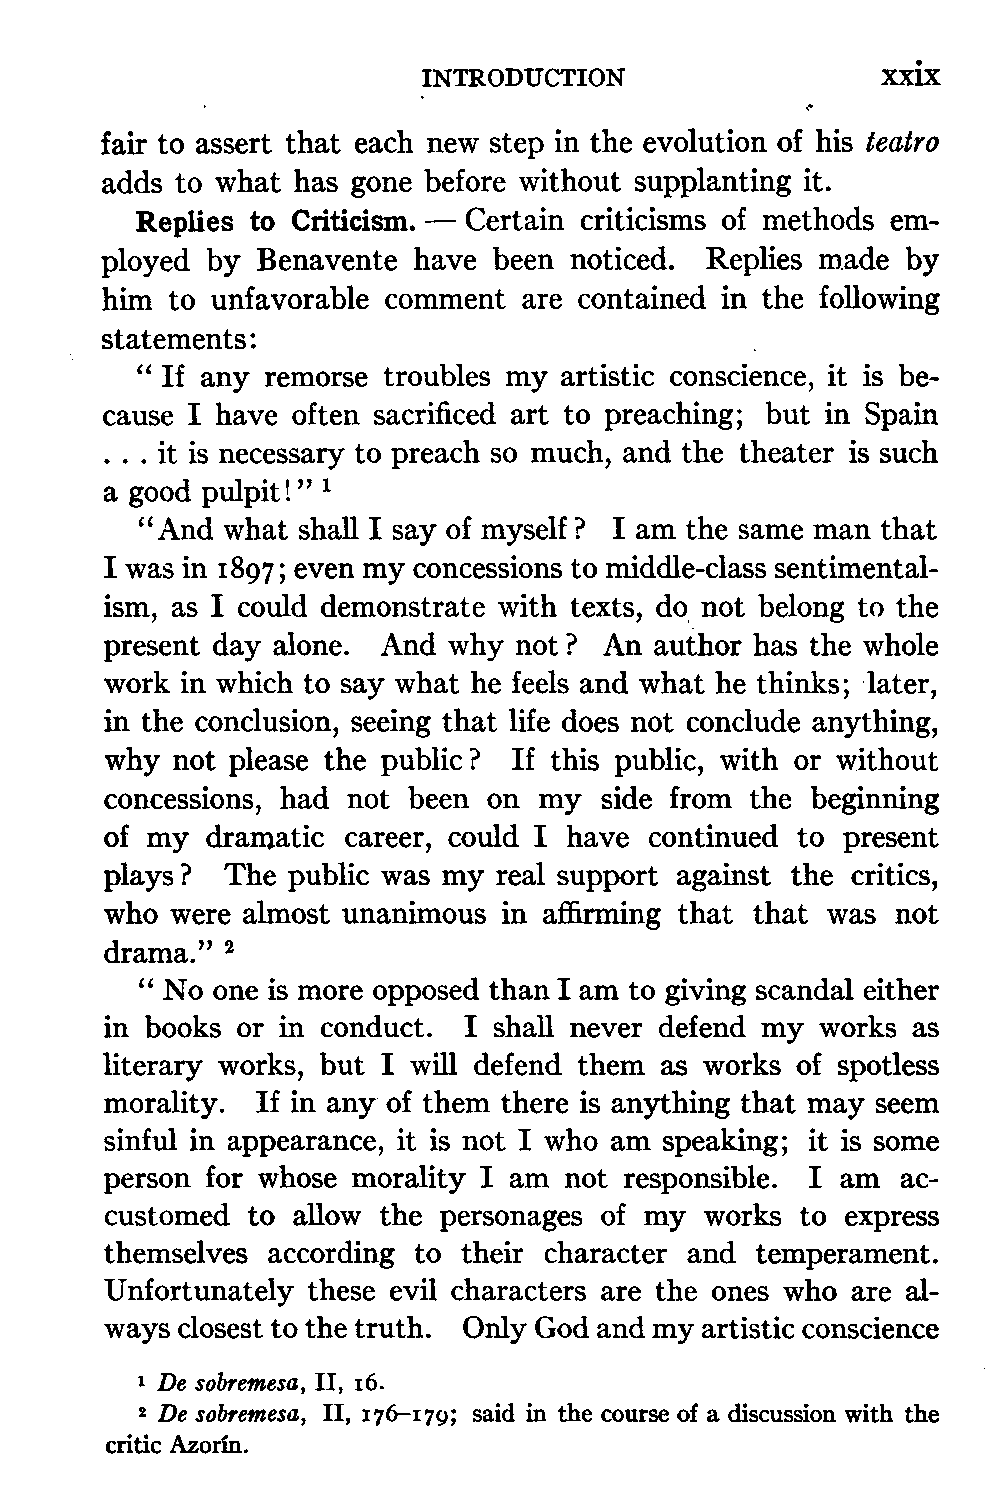 INTRODUCTION xxix
fair to assert that each new step in the evolution of his teatro
adds to what has gone before without supplanting it.
Replies to Criticism. — Certain criticisms of methods em-
ployed by Benavente have been noticed. Replies made by
him to unfavorable comment are contained in the following
statements:
“ If any remorse troubles my artistic conscience, it is be-
cause I have often sacrificed art to preaching; but in Spain
. . . it is necessary to preach so much, and the theater is such
a good pulpit!” 1
“And what shall I say of myself? I am the same man that
I was in 1897; even my concessions to middle-class sentimental-
ism, as I could demonstrate with texts, do not belong to the
present day alone. And why not? An author has the whole
work in which to say what he feels and what he thinks; later,
in the conclusion, seeing that life does not conclude anything,
why not please the public? If this public, with or without
concessions, had not been on my side from the beginning
of my dramatic career, could I have continued to present
plays? The public was my real support against the critics,
who were almost unanimous in affirming that that was not
drama.” 2
“ No one is more opposed than I am to giving scandal either
in books or in conduct. I shall never defend my works as
literary works, but I will defend them as works of spotless
morality. If in any of them there is anything that may seem
sinful in appearance, it is not I who am speaking; it is some
person for whose morality I am not responsible. I am ac-
customed to allow the personages of my works to express
themselves according to their character and temperament.
Unfortunately these evil characters are the ones who are al-
ways closest to the truth. Only God and my artistic conscience
1 De sobremesa, II, 16.
2 De sobremesa, II, 176–179; said in the course of a discussion with the
critic Azorín.